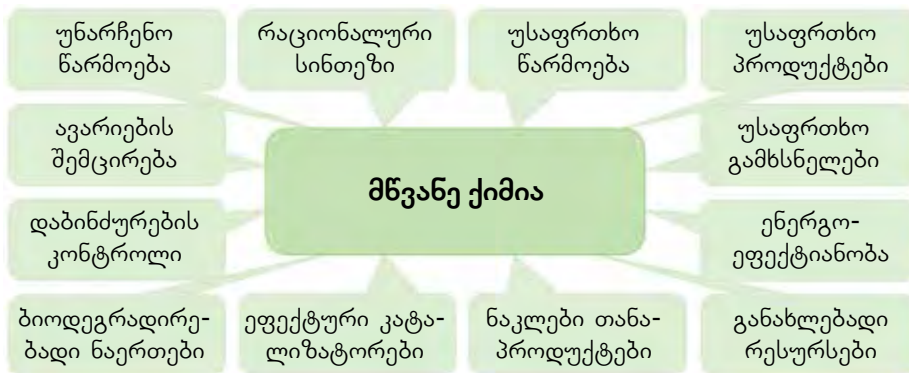 უნარჩენო
წარმოება
რაციონალური
სინთეზი
უსაფრთხო
წარმოება
უსაფრთხო
პროდუქტები
ავარიების
შემცირება
უსაფრთხო
გამხსნელები
მწვანე ქიმია
დაბინძურების
კონტროლი
ენერგო-
ეფექტიანობა
ბიოდეგრადირე-
ბადი ნაერთები
ეფექტური კატა-
ლიზატორები
ნაკლები თანა-
პროდუქტები
განახლებადი
რესურსები